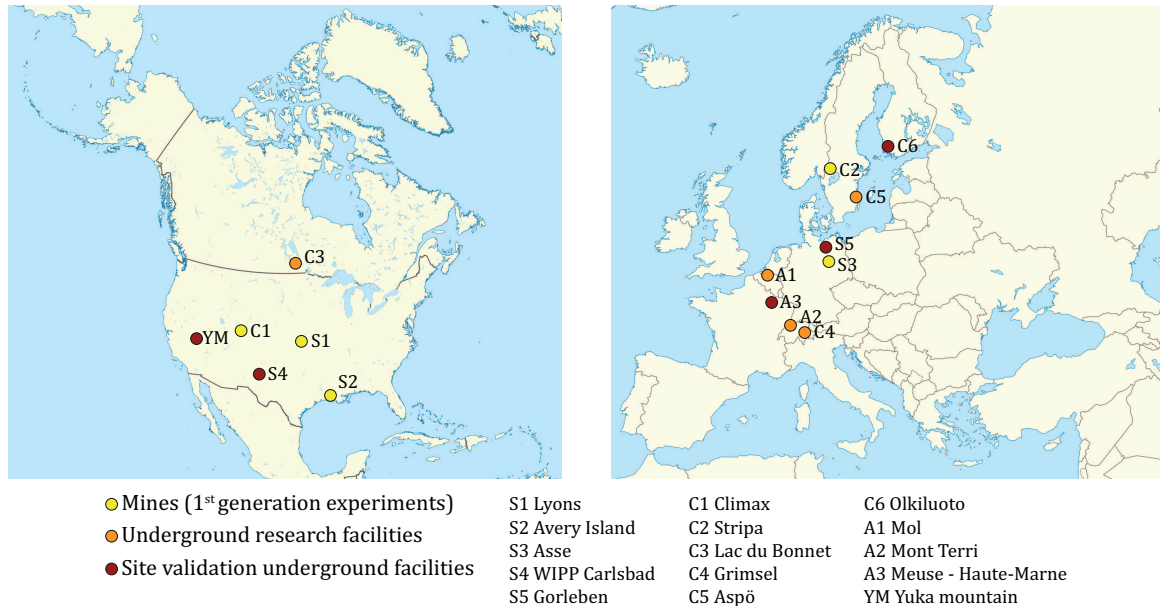 C3
YM
C1
S1
S4
S2
C6
C2
C5
S5
S3
A1
A3
A2
C4
Mines (1st generation experiments)
Underground research facilities
Site validation underground facilities
S1 Lyons
S2 Avery Island
S3 Asse
S4 WIPP Carlsbad
S5 Gorleben
C1 Climax
C2 Stripa
C3 Lac du Bonnet
C4 Grimsel
C5 Aspö
C6 Olkiluoto
A1 Mol
A2 Mont Terri
A3 Meuse - Haute-Marne
YM Yuka mountain